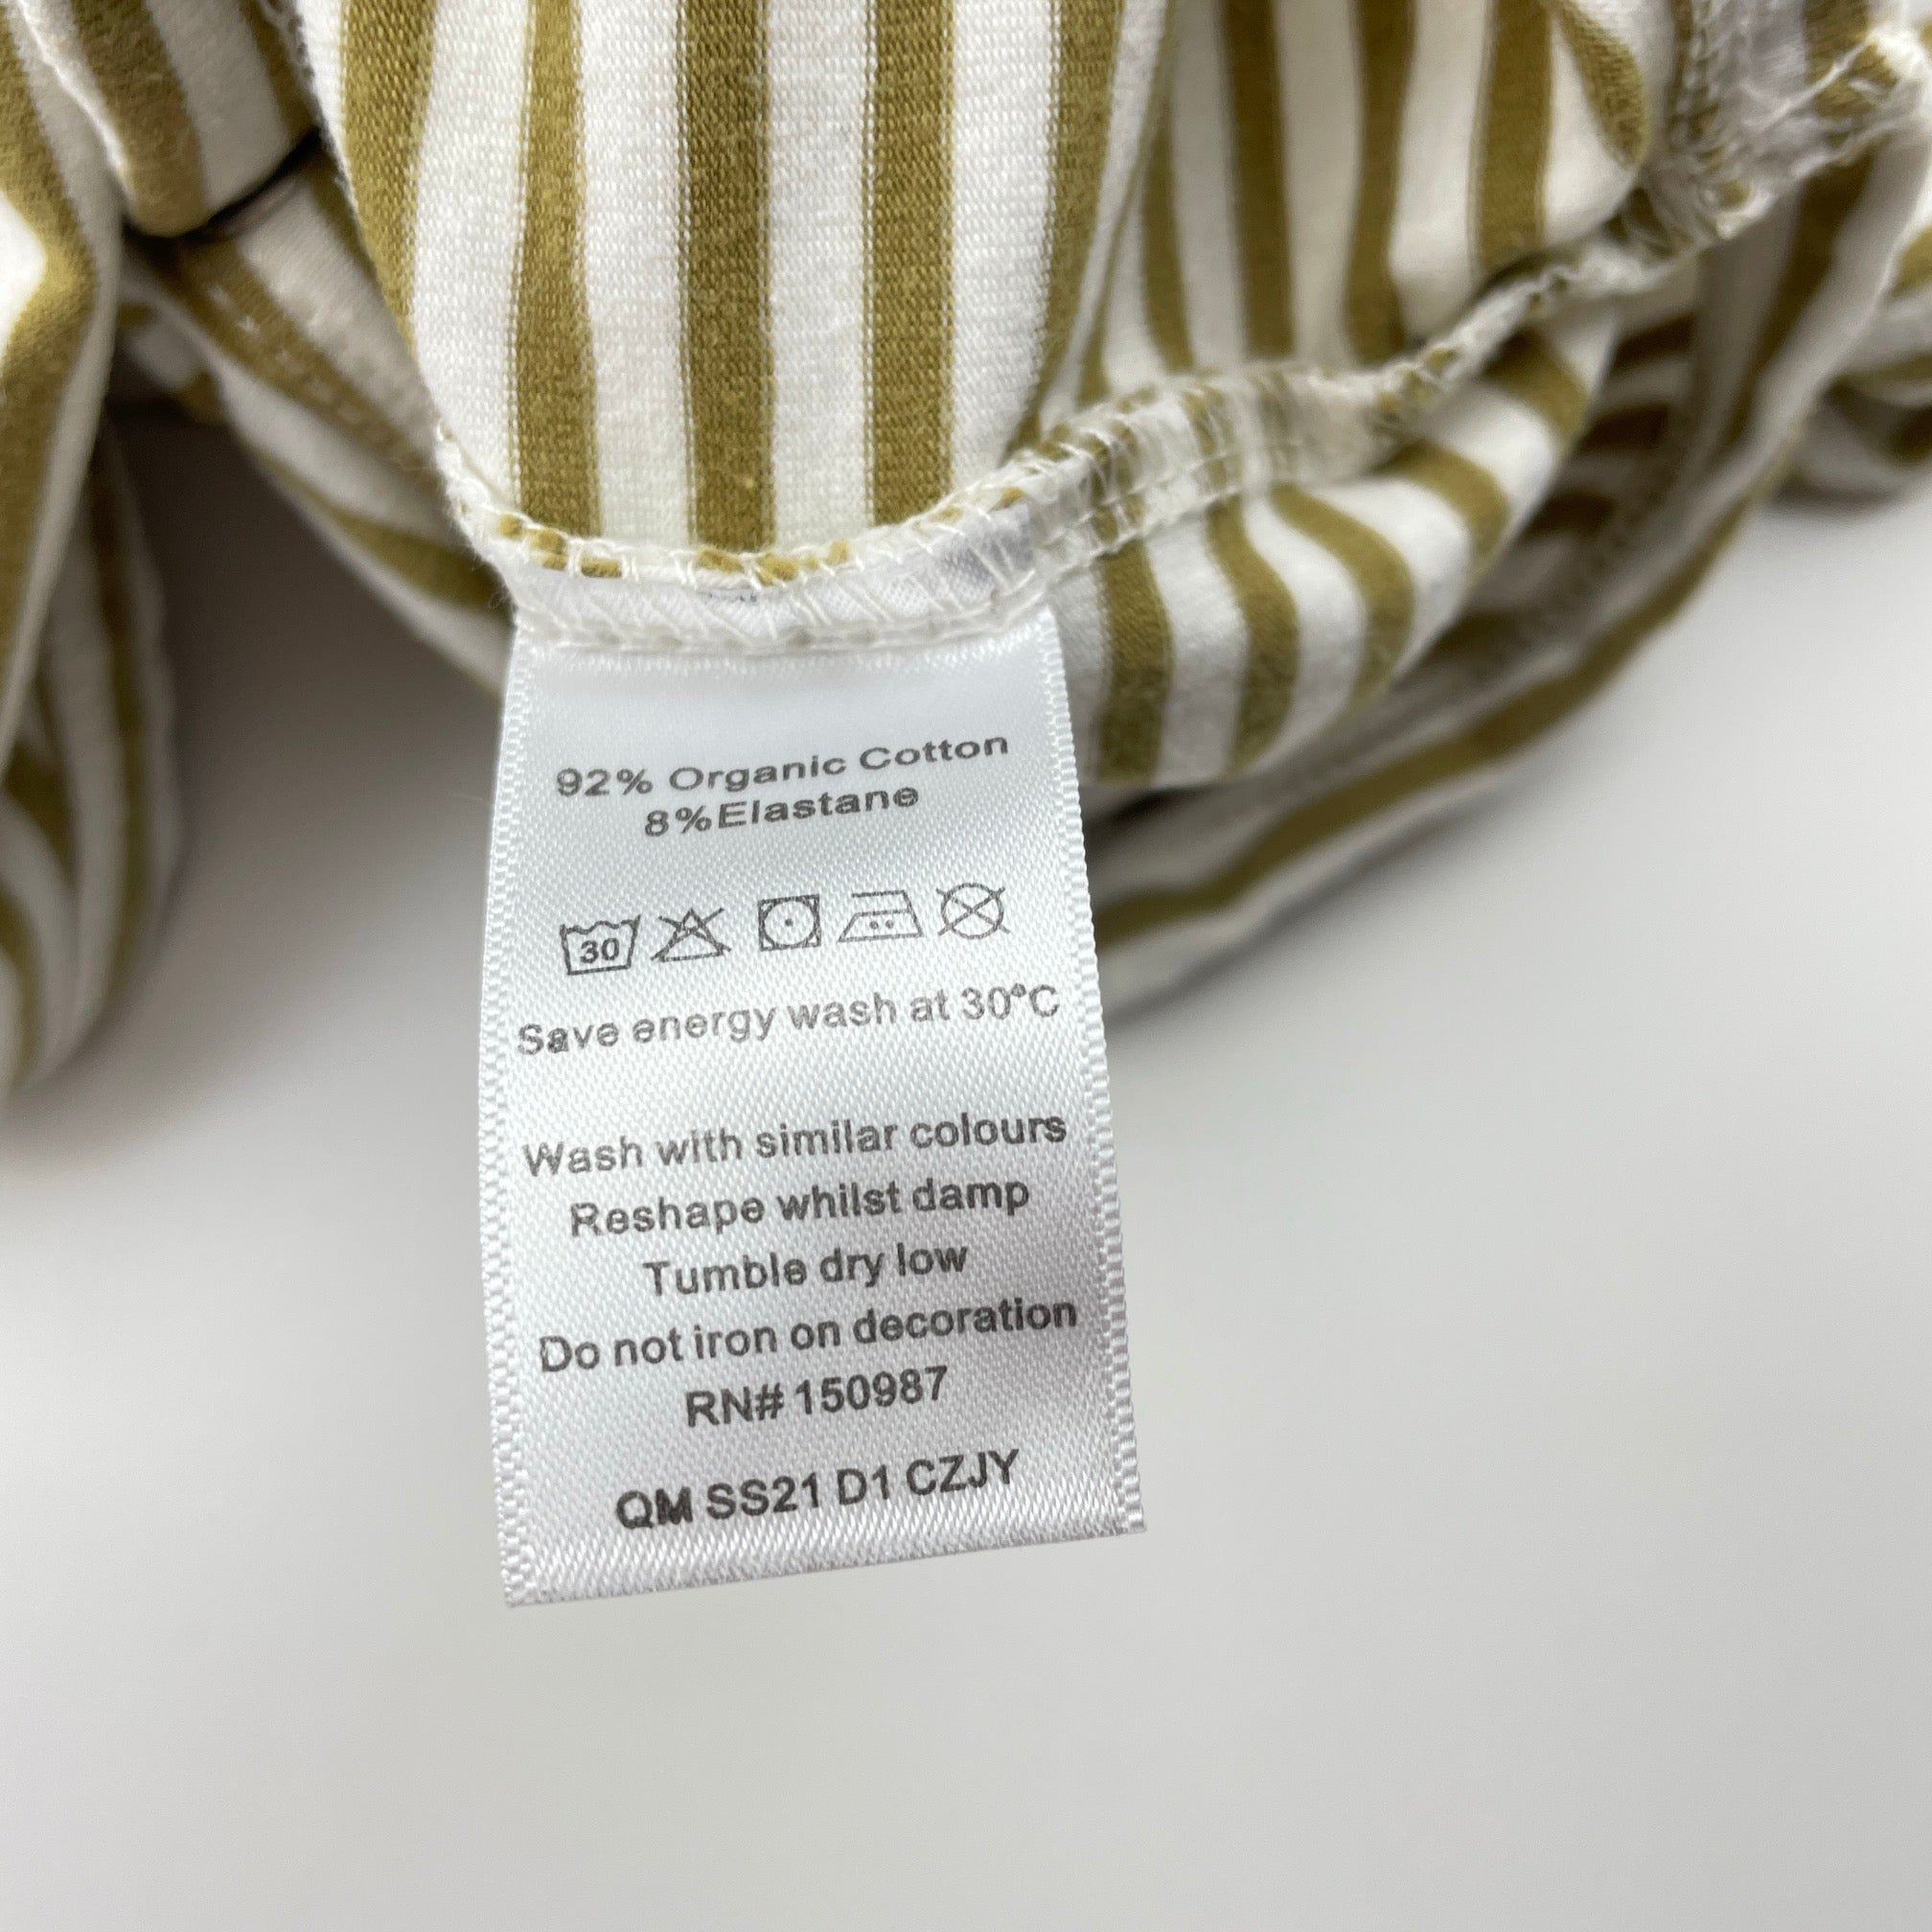 92% Organic Cotton
8%Elastane
30
Save energy wash at 30°C
Wash with similar colours
Reshape whilst damp
Tumble dry low
Do not iron on decoration
RN# 150987
QM SS21 D1 CZJY